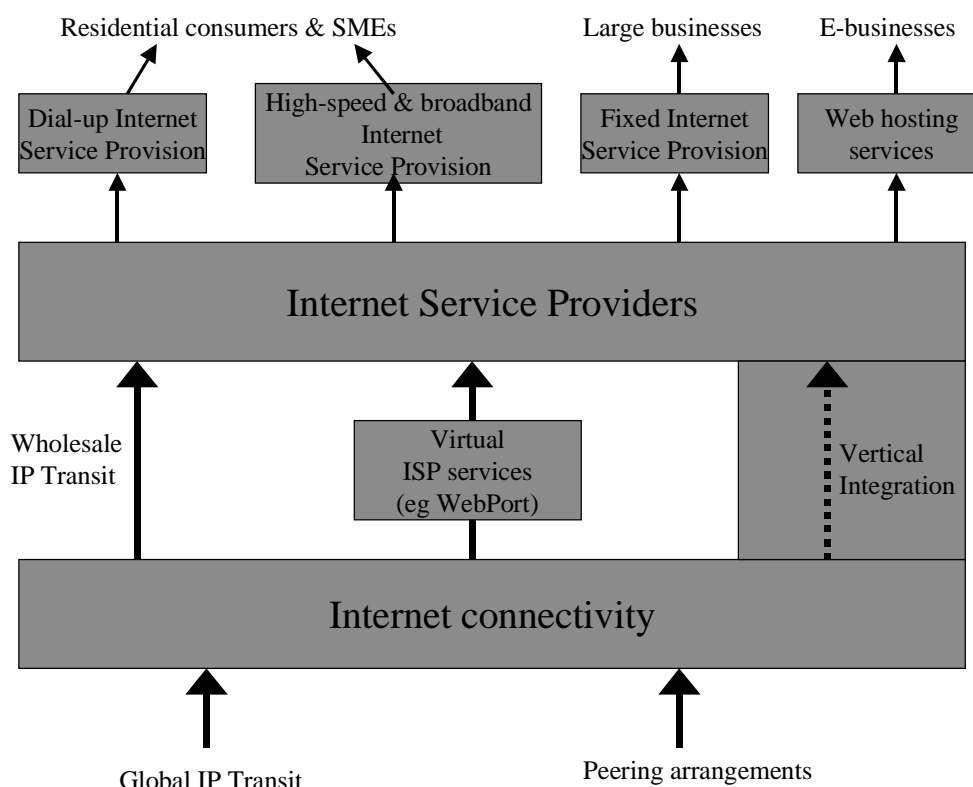 Residential consumers & SMEs
Large businesses
E-businesses
Dial-up Internet
Service Provision
High-speed & broadband
Internet
Service Provision
Fixed Internet
Service Provision
Web hosting
services
Internet Service Providers
Wholesale
IP Transit
Virtual
ISP services
(eg WebPort)
Vertical
Integration
Internet connectivity
Global IP Transit
Peering arrangements